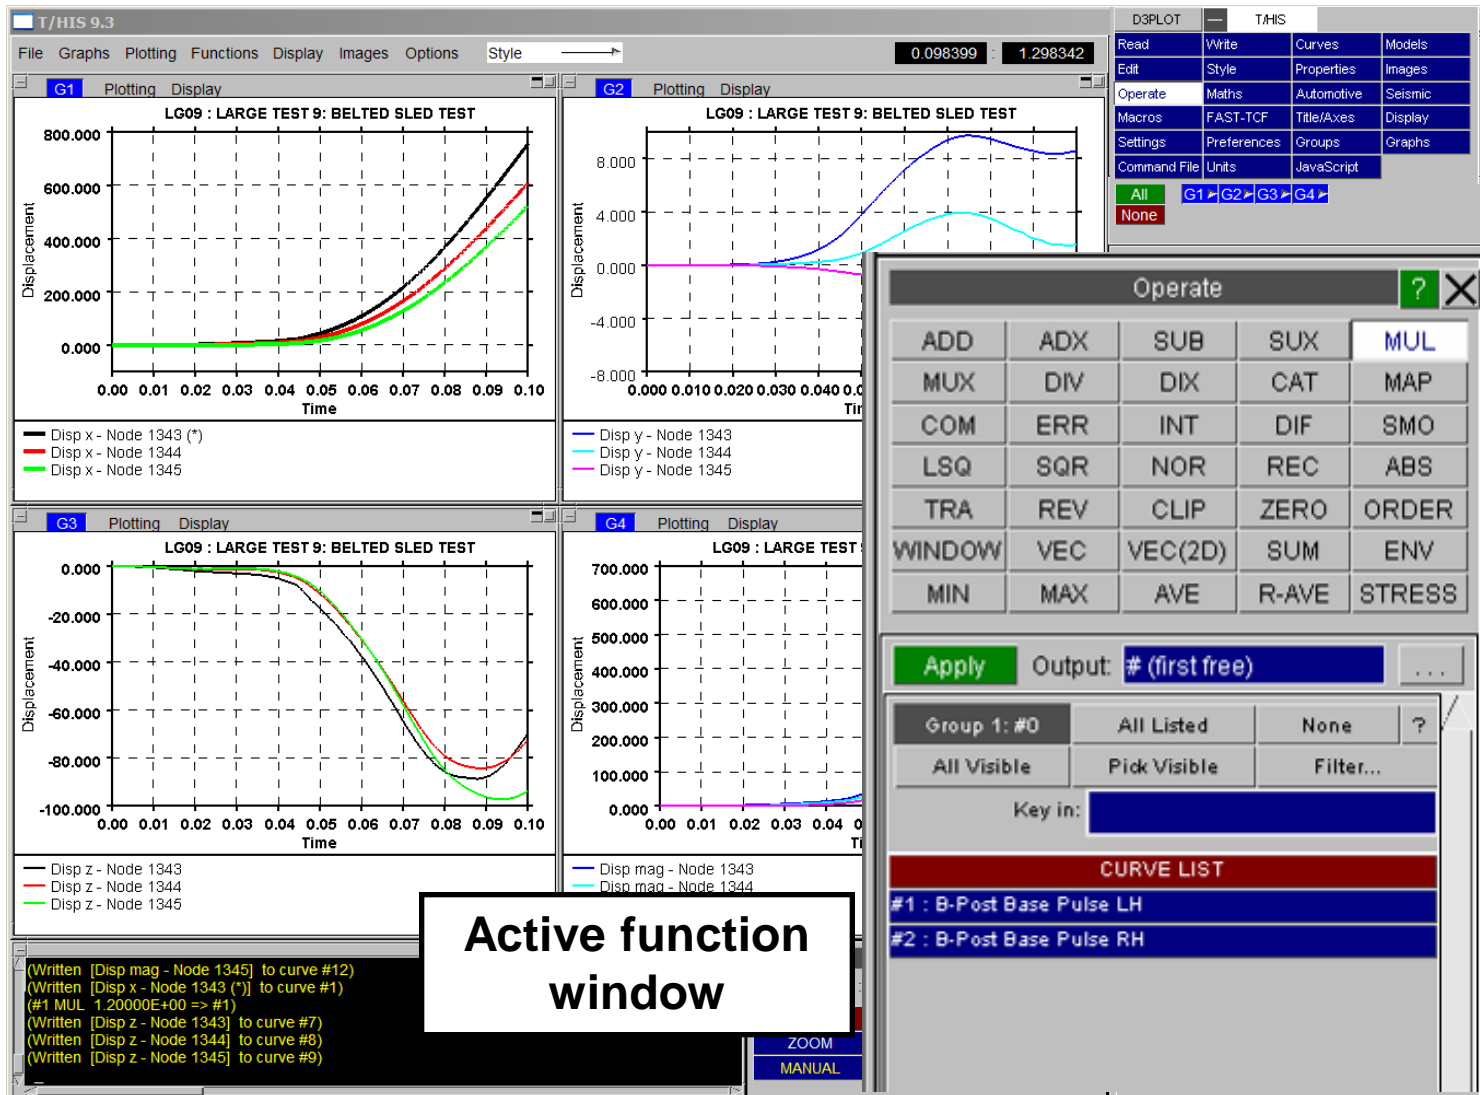 T/HIS 9.3
File Graphs Plotting Functions Display Images Options Style
0.098399 : 1.298342
D3PLOT — T/HIS
Read Write Curves Models
Edit Style Properties Images
Operate Maths Automotive Seismic
Macros FAST-TCF Title/Axes Display
Settings Preferences Groups Graphs
Command File Units JavaScript
All G1 G2 G3 G4
None
G1 Plotting Display
LG09 : LARGE TEST 9: BELTED SLED TEST
800.000
600.000
400.000
200.000
0.000
Displacement
0.00 0.01 0.02 0.03 0.04 0.05 0.06 0.07 0.08 0.09 0.10
Time
Disp x - Node 1343 (*)
Disp x - Node 1344
Disp x - Node 1345
G2 Plotting Display
LG09 : LARGE TEST 9: BELTED SLED TEST
8.000
4.000
0.000
-4.000
-8.000
Displacement
0.000 0.010 0.020 0.030 0.040 0.0
Tir
Disp y - Node 1343
Disp y - Node 1344
Disp y - Node 1345
G3 Plotting Display
LG09 : LARGE TEST 9: BELTED SLED TEST
0.000
-20.000
-40.000
-60.000
-80.000
-100.000
Displacement
0.00 0.01 0.02 0.03 0.04 0.05 0.06 0.07 0.08 0.09 0.10
Time
Disp z - Node 1343
Disp z - Node 1344
Disp z - Node 1345
G4 Plotting Display
LG09 : LARGE TEST
700.000
600.000
500.000
400.000
300.000
200.000
100.000
0.000
Displacement
0.00 0.01 0.02 0.03 0.04 0
Ti
Disp mag - Node 1343
Disp mag - Node 1344
Operate ? X
ADD ADX SUB SUX MUL
MUX DIV DIX CAT MAP
COM ERR INT DIF SMO
LSQ SQR NOR REC ABS
TRA REV CLIP ZERO ORDER
WINDOW VEC VEC(2D) SUM ENV
MIN MAX AVE R-AVE STRESS
Apply Output: # (first free) ...
Group 1: #0 All Listed None ?
All Visible Pick Visible Filter...
Key in:
CURVE LIST
#1 : B-Post Base Pulse LH
#2 : B-Post Base Pulse RH
Active function
window
(Written [Disp mag - Node 1345] to curve #12)
(Written [Disp x - Node 1343 (*)] to curve #1)
(#1 MUL 1.20000E+00 => #1)
(Written [Disp z - Node 1343] to curve #7)
(Written [Disp z - Node 1344] to curve #8)
(Written [Disp z - Node 1345] to curve #9)
ZOOM
MANUAL